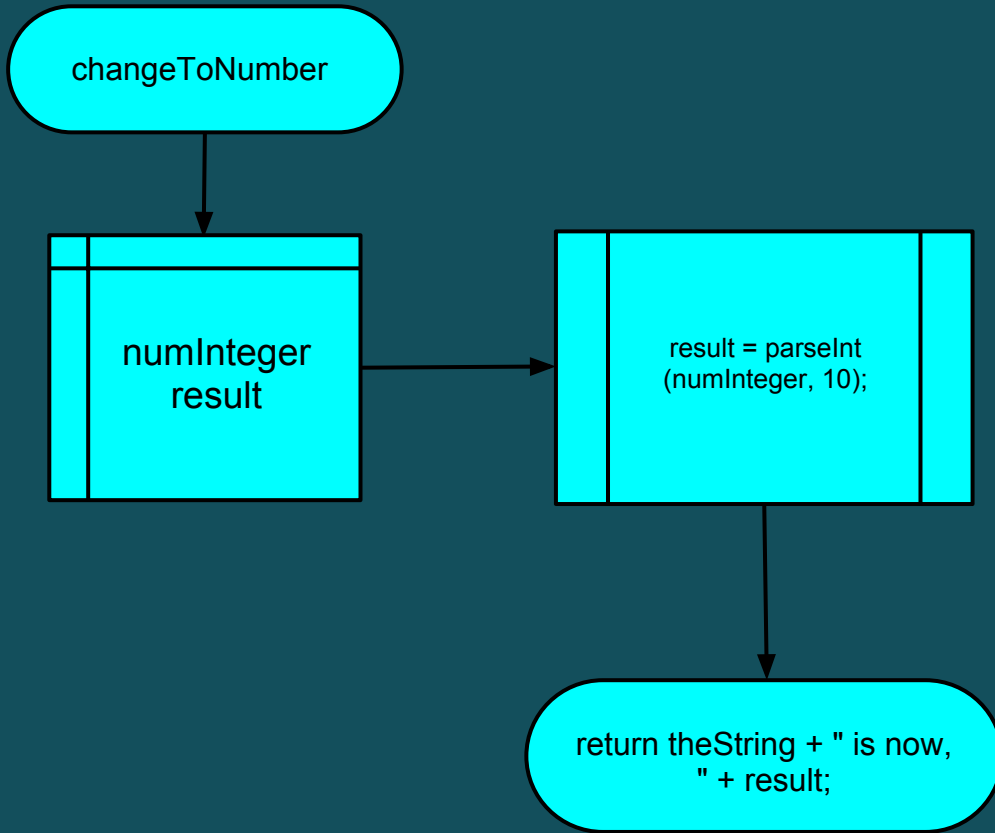 changeToNumber
numInteger
result
result = parseInt
(numInteger, 10);
return theString + " is now,
" + result;